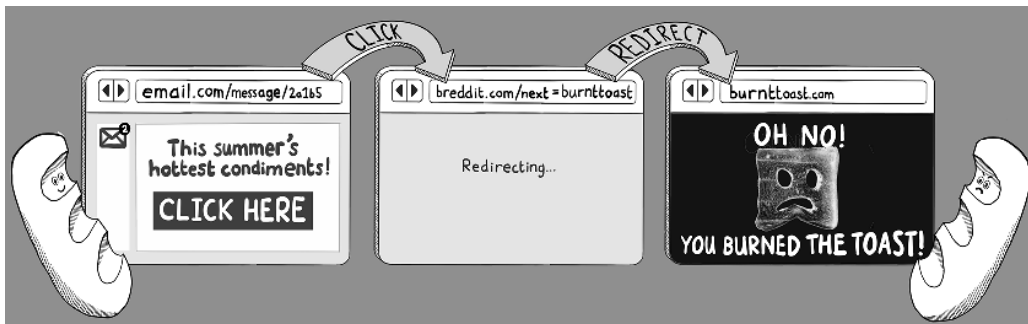 CLICK
REDIRECT
email.com/message/2a1b5
breddit.com/next=burnttoast
burnttoast.com
2
This summer's
hottest condiments!
CLICK HERE
Redirecting...
OH NO!
YOU BURNED THE TOAST!